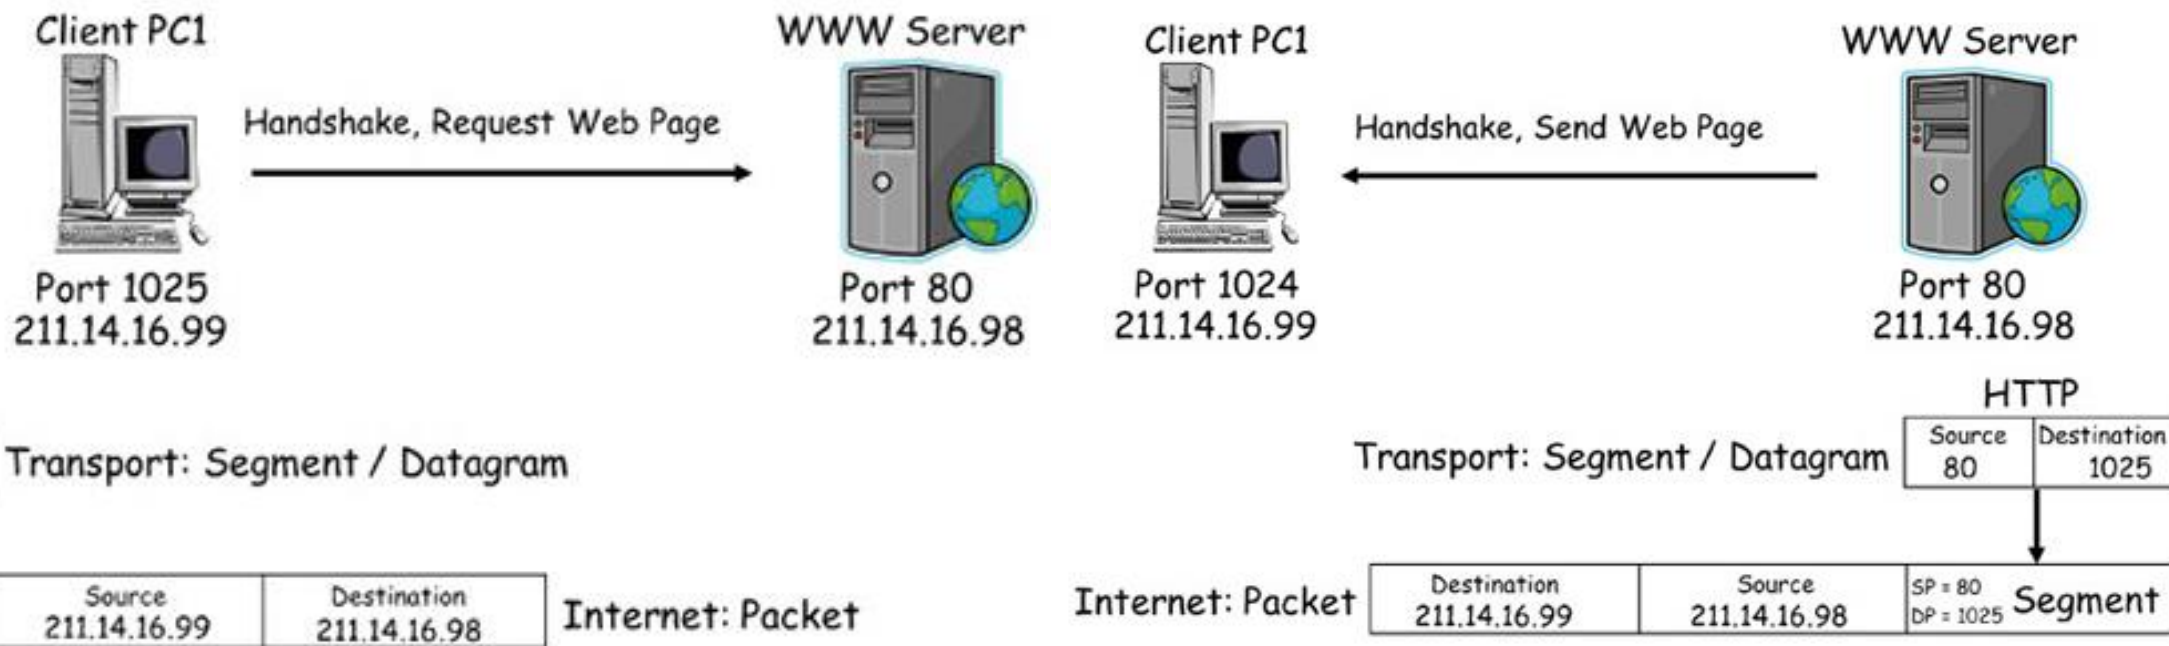 Client PC1
WWW Server
Handshake, Request Web Page
Port 1025
211.14.16.99
Port 80
211.14.16.98
Transport: Segment / Datagram
Source
211.14.16.99
Destination
211.14.16.98
Internet: Packet
Client PC1
WWW Server
Handshake, Send Web Page
Port 1024
211.14.16.99
Port 80
211.14.16.98
HTTP
Transport: Segment / Datagram
Source
80
Destination
1025
Internet: Packet
Destination
211.14.16.99
Source
211.14.16.98
SP = 80
DP = 1025
Segment